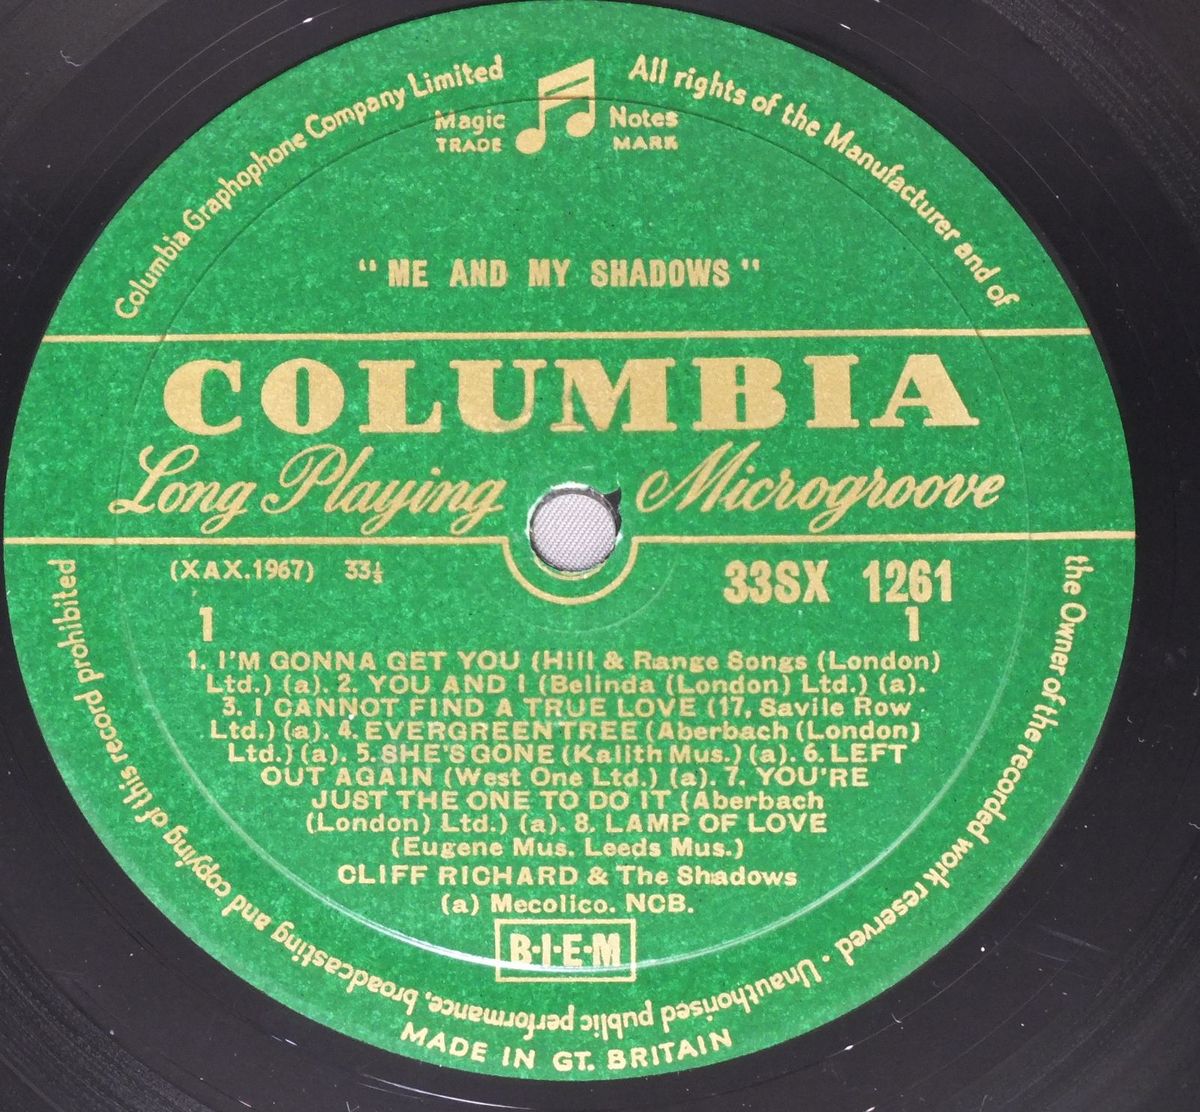 Columbia Graphophone Company Limited
All rights of the Manufacturer and of
the Owner of the recorded work reserved · Unauthorised public performance, broadcasting and copying of this record prohibited
Magic Notes
TRADE MARK
“ ME AND MY SHADOWS ”
COLUMBIA
Long Playing Microgroove
(XAX.1967) 33⅓ 33SX 1261
1 1
1. I'M GONNA GET YOU (Hill & Range Songs (London)
Ltd.) (a). 2. YOU AND I (Belinda (London) Ltd.) (a).
3. I CANNOT FIND A TRUE LOVE (17, Savile Row
Ltd.) (a). 4. EVERGREEN TREE (Aberbach (London)
Ltd.) (a). 5. SHE'S GONE (Kalith Mus.) (a). 6. LEFT
OUT AGAIN (West One Ltd.) (a). 7. YOU'RE
JUST THE ONE TO DO IT (Aberbach
(London) Ltd.) (a). 8. LAMP OF LOVE
(Eugene Mus. Leeds Mus.)
CLIFF RICHARD & The Shadows
(a) Mecolico. NCB.
B·I·E·M
MADE IN GT. BRITAIN